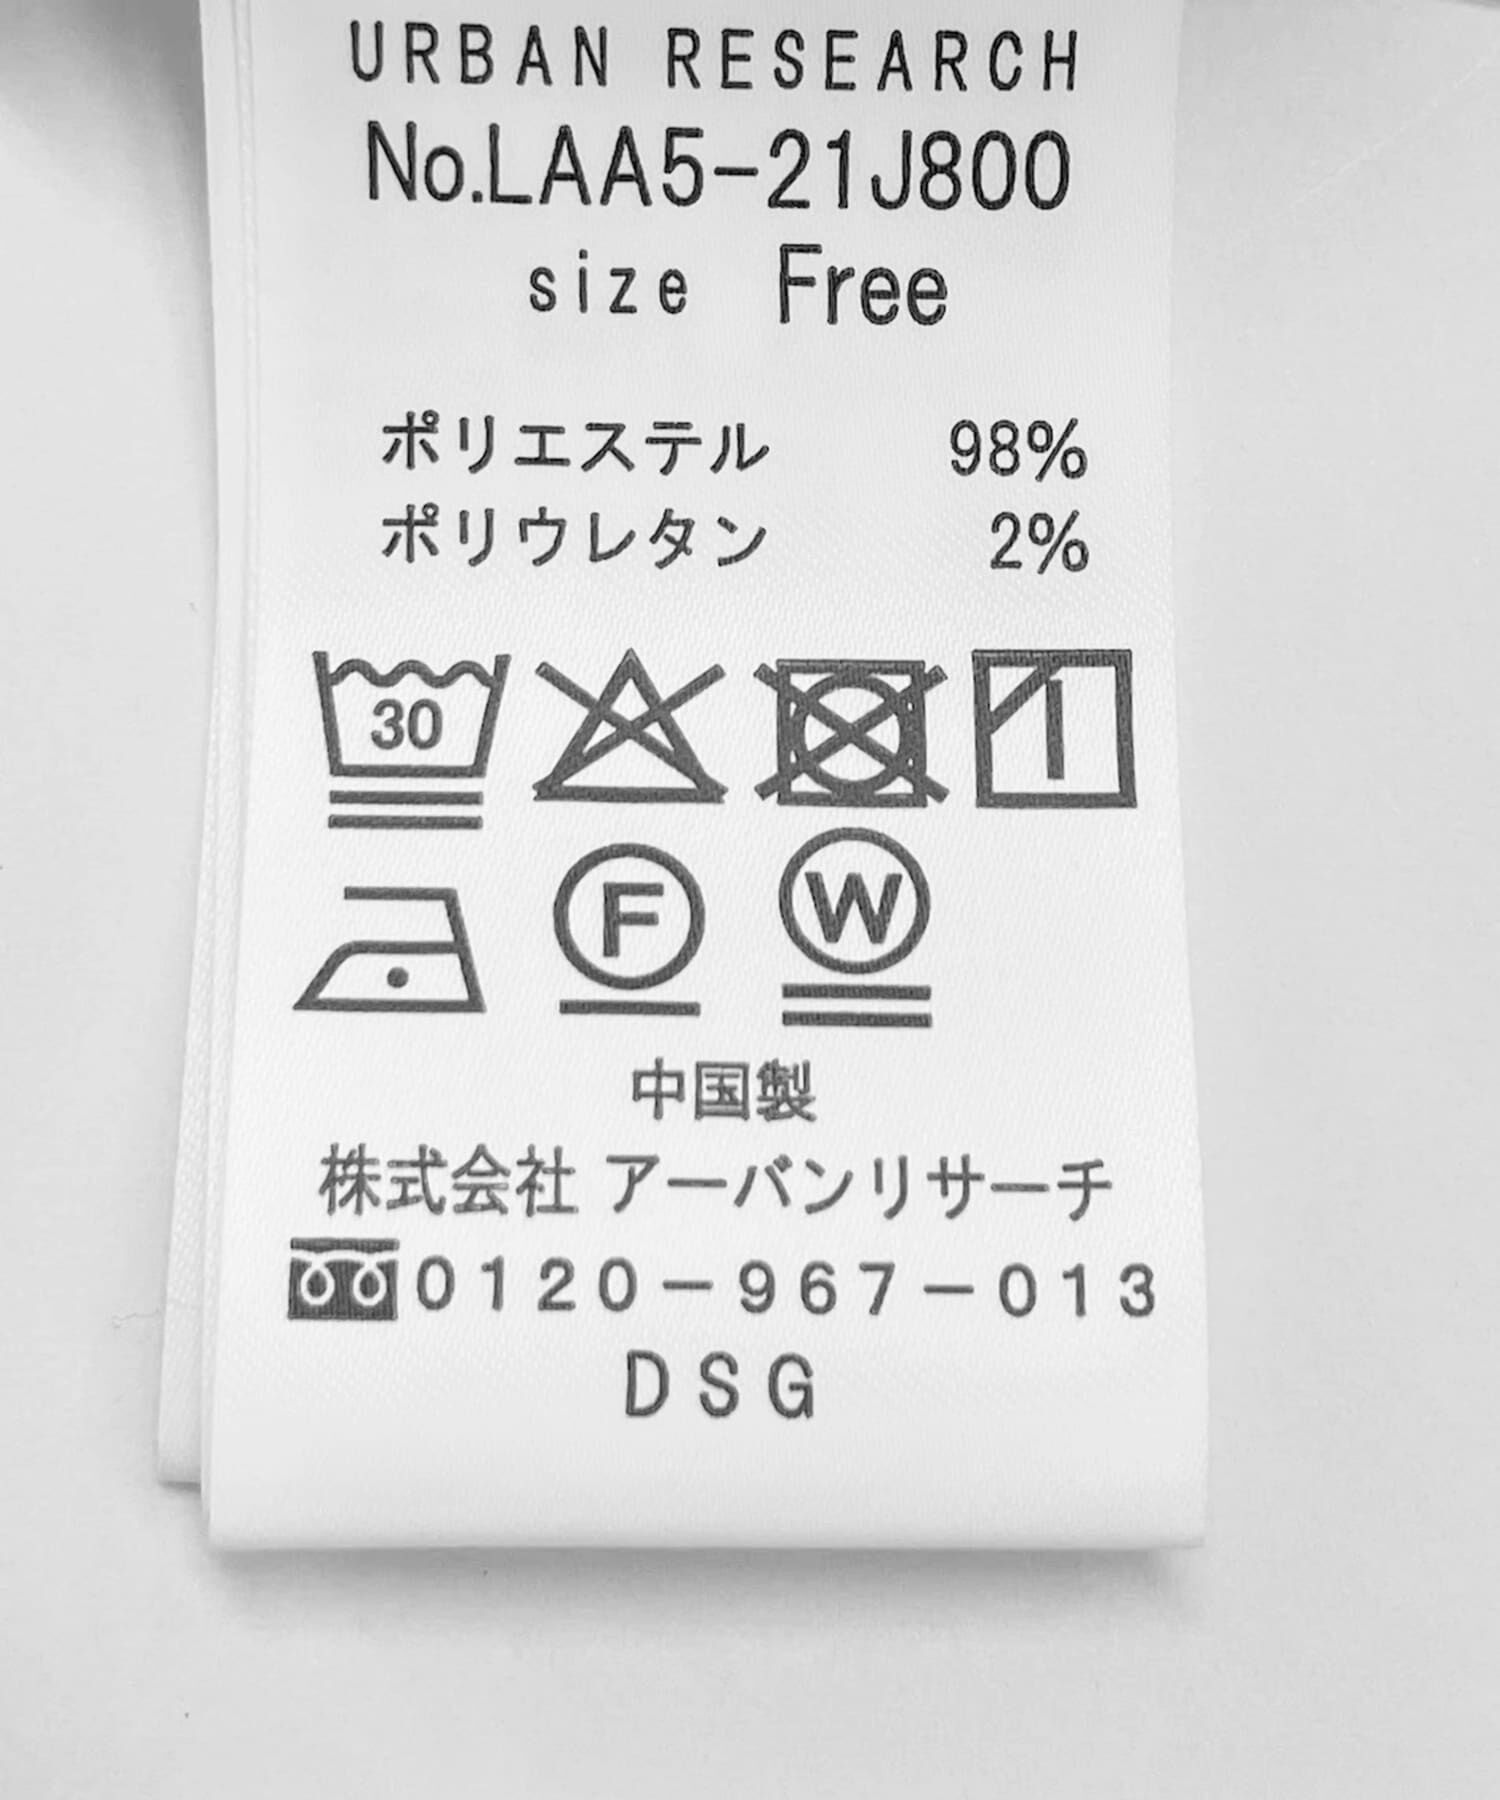 URBAN RESEARCH
No.LAA5-21J800
size Free
ポリエステル 98%
ポリウレタン 2%
30
F W
中国製
株式会社 アーバンリサーチ
0120-967-013
DSG